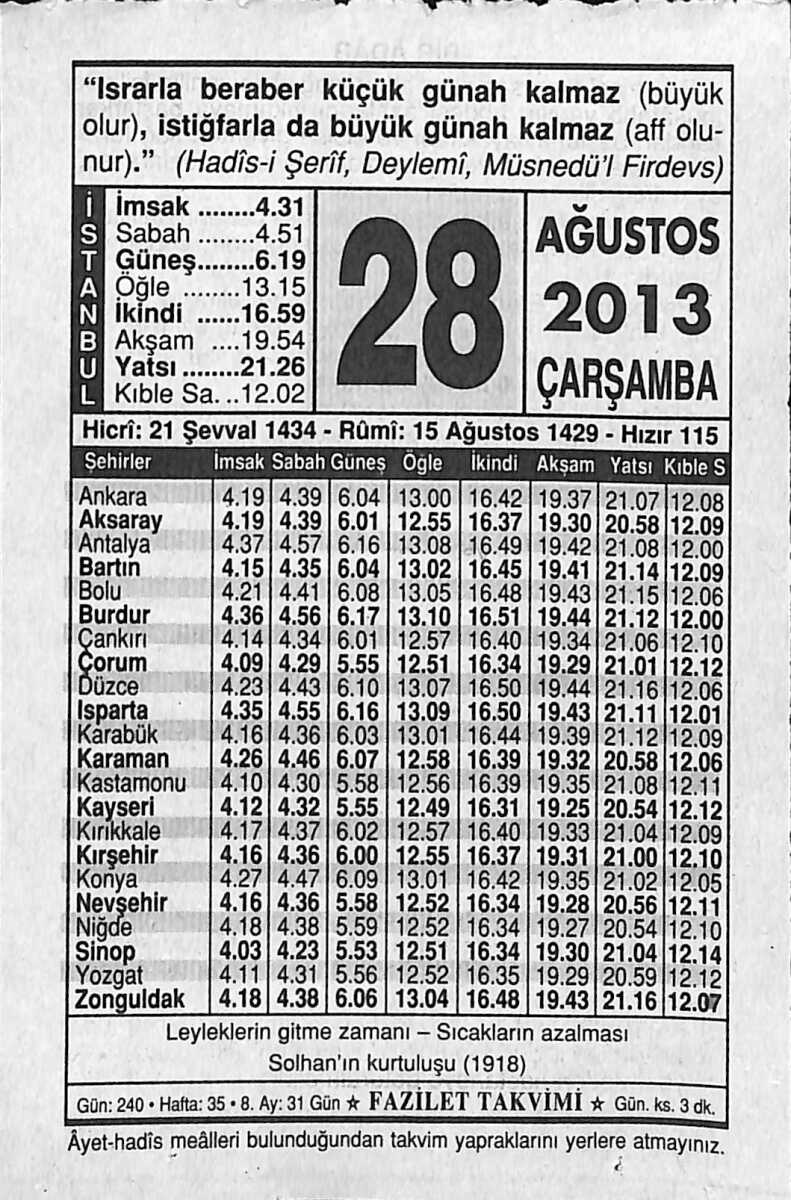 “Israrla beraber küçük günah kalmaz (büyük
olur), istiğfarla da büyük günah kalmaz (aff olu-
nur).” (Hadîs-i Şerîf, Deylemî, Müsnedü’l Firdevs)
İSTANBUL
İmsak ........4.31
Sabah ........4.51
Güneş........6.19
Öğle ........13.15
İkindi ......16.59
Akşam ....19.54
Yatsı ........21.26
Kıble Sa. ..12.02
28
AĞUSTOS
2013
ÇARŞAMBA
Hicrî: 21 Şevval 1434 - Rûmî: 15 Ağustos 1429 - Hızır 115
Şehirler İmsak Sabah Güneş Öğle İkindi Akşam Yatsı Kıble S
Ankara 4.19 4.39 6.04 13.00 16.42 19.37 21.07 12.08
Aksaray 4.19 4.39 6.01 12.55 16.37 19.30 20.58 12.09
Antalya 4.37 4.57 6.16 13.08 16.49 19.42 21.08 12.00
Bartın 4.15 4.35 6.04 13.02 16.45 19.41 21.14 12.09
Bolu 4.21 4.41 6.08 13.05 16.48 19.43 21.15 12.06
Burdur 4.36 4.56 6.17 13.10 16.51 19.44 21.12 12.00
Çankırı 4.14 4.34 6.01 12.57 16.40 19.34 21.06 12.10
Çorum 4.09 4.29 5.55 12.51 16.34 19.29 21.01 12.12
Düzce 4.23 4.43 6.10 13.07 16.50 19.44 21.16 12.06
Isparta 4.35 4.55 6.16 13.09 16.50 19.43 21.11 12.01
Karabük 4.16 4.36 6.03 13.01 16.44 19.39 21.12 12.09
Karaman 4.26 4.46 6.07 12.58 16.39 19.32 20.58 12.06
Kastamonu 4.10 4.30 5.58 12.56 16.39 19.35 21.08 12.11
Kayseri 4.12 4.32 5.55 12.49 16.31 19.25 20.54 12.12
Kırıkkale 4.17 4.37 6.02 12.57 16.40 19.33 21.04 12.09
Kırşehir 4.16 4.36 6.00 12.55 16.37 19.31 21.00 12.10
Konya 4.27 4.47 6.09 13.01 16.42 19.35 21.02 12.05
Nevşehir 4.16 4.36 5.58 12.52 16.34 19.28 20.56 12.11
Niğde 4.18 4.38 5.59 12.52 16.34 19.27 20.54 12.10
Sinop 4.03 4.23 5.53 12.51 16.34 19.30 21.04 12.14
Yozgat 4.11 4.31 5.56 12.52 16.35 19.29 20.59 12.12
Zonguldak 4.18 4.38 6.06 13.04 16.48 19.43 21.16 12.07
Leyleklerin gitme zamanı – Sıcakların azalması
Solhan’ın kurtuluşu (1918)
Gün: 240 • Hafta: 35 • 8. Ay: 31 Gün ☆ FAZİLET TAKVİMİ ☆ Gün. ks. 3 dk.
Âyet-hadîs meâlleri bulunduğundan takvim yapraklarını yerlere atmayınız.